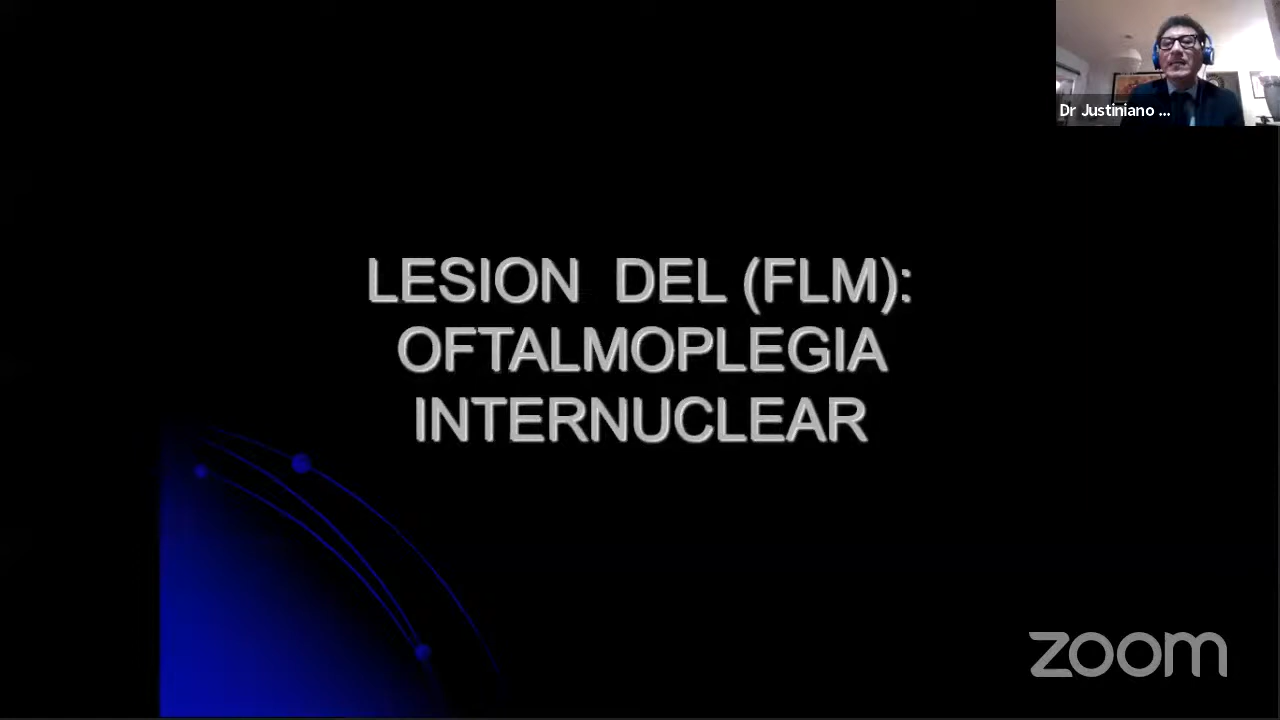 Dr Justiniano ...
LESION DEL (FLM):
OFTALMOPLEGIA
INTERNUCLEAR
zoom